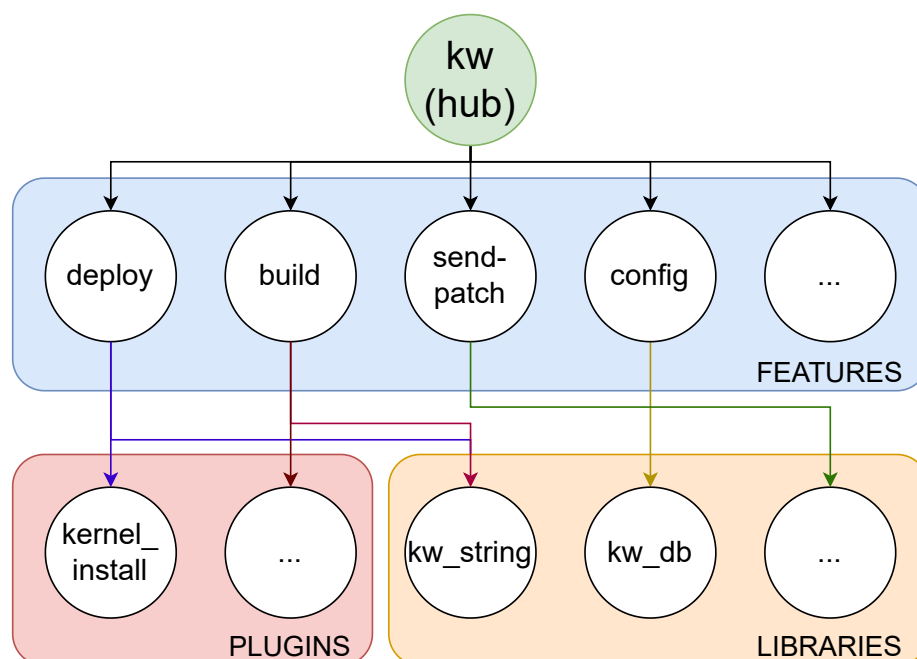 kw
(hub)
deploy
build
send-
patch
config
...
FEATURES
kernel_
install
...
kw_string
kw_db
...
PLUGINS
LIBRARIES